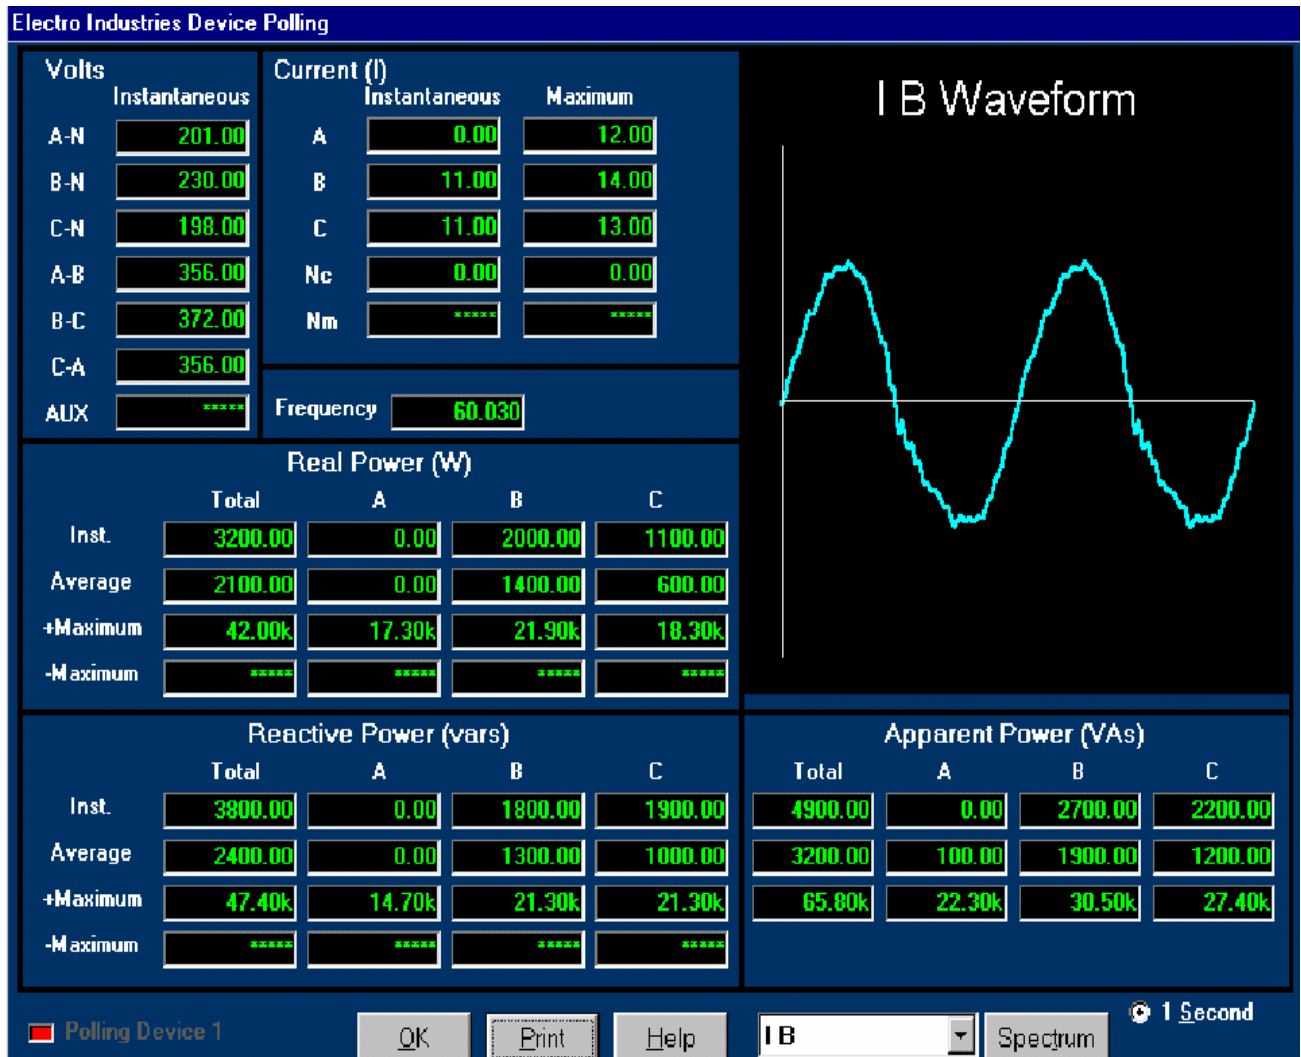 Electro Industries Device Polling
Volts
Instantaneous
A-N 201.00
B-N 230.00
C-N 198.00
A-B 356.00
B-C 372.00
C-A 356.00
AUX *****
Current (I)
Instantaneous Maximum
A 0.00 12.00
B 11.00 14.00
C 11.00 13.00
Nc 0.00 0.00
Nm ***** *****
Frequency 60.030
I B Waveform
Real Power (W)
Total A B C
Inst. 3200.00 0.00 2000.00 1100.00
Average 2100.00 0.00 1400.00 600.00
+Maximum 42.00k 17.30k 21.90k 18.30k
-Maximum ***** ***** ***** *****
Reactive Power (vars)
Total A B C
Inst. 3800.00 0.00 1800.00 1900.00
Average 2400.00 0.00 1300.00 1000.00
+Maximum 47.40k 14.70k 21.30k 21.30k
-Maximum ***** ***** ***** *****
Apparent Power (VAs)
Total A B C
4900.00 0.00 2700.00 2200.00
3200.00 100.00 1900.00 1200.00
65.80k 22.30k 30.50k 27.40k
Polling Device 1
OK
Print
Help
I B
Spectrum
1 Second